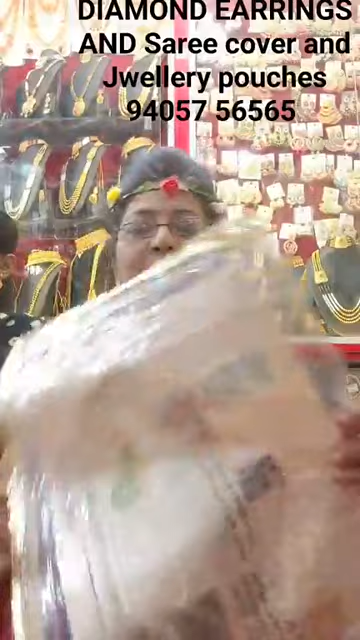 DIAMOND EARRINGS
AND Saree cover and
Jwellery pouches
94057 56565